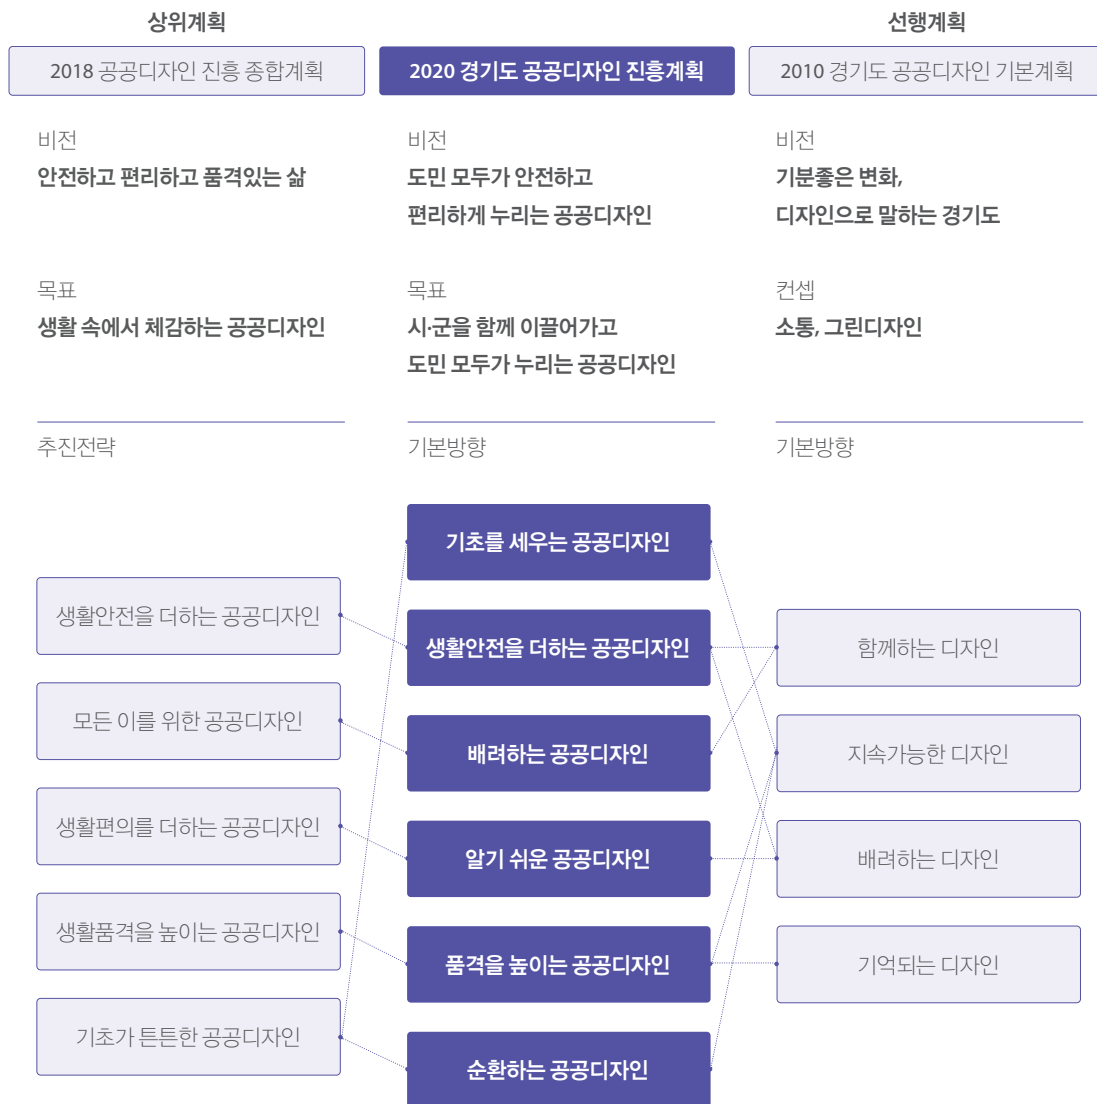 상위계획
선행계획
2018 공공디자인 진흥 종합계획
2020 경기도 공공디자인 진흥계획
2010 경기도 공공디자인 기본계획
비전
안전하고 편리하고 품격있는 삶
비전
도민 모두가 안전하고
편리하게 누리는 공공디자인
비전
기분좋은 변화,
디자인으로 말하는 경기도
목표
생활 속에서 체감하는 공공디자인
목표
시·군을 함께 이끌어가고
도민 모두가 누리는 공공디자인
컨셉
소통, 그린디자인
추진전략
기본방향
기본방향
생활안전을 더하는 공공디자인
모든 이를 위한 공공디자인
생활편의를 더하는 공공디자인
생활품격을 높이는 공공디자인
기초가 튼튼한 공공디자인
기초를 세우는 공공디자인
생활안전을 더하는 공공디자인
배려하는 공공디자인
알기 쉬운 공공디자인
품격을 높이는 공공디자인
순환하는 공공디자인
함께하는 디자인
지속가능한 디자인
배려하는 디자인
기억되는 디자인